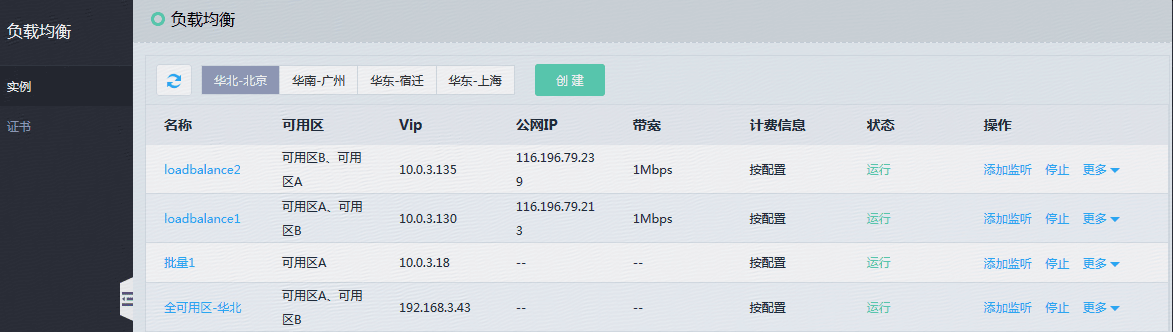 负载均衡
负载均衡
实例
证书
华北-北京 华南-广州 华东-宿迁 华东-上海 创建
名称 可用区 Vip 公网IP 带宽 计费信息 状态 操作
loadbalance2 可用区B、可用区A 10.0.3.135 116.196.79.239 1Mbps 按配置 运行 添加监听 停止 更多
loadbalance1 可用区A、可用区B 10.0.3.130 116.196.79.213 1Mbps 按配置 运行 添加监听 停止 更多
批量1 可用区A 10.0.3.18 -- -- 按配置 运行 添加监听 停止 更多
全可用区-华北 可用区A、可用区B 192.168.3.43 -- -- 按配置 运行 添加监听 停止 更多